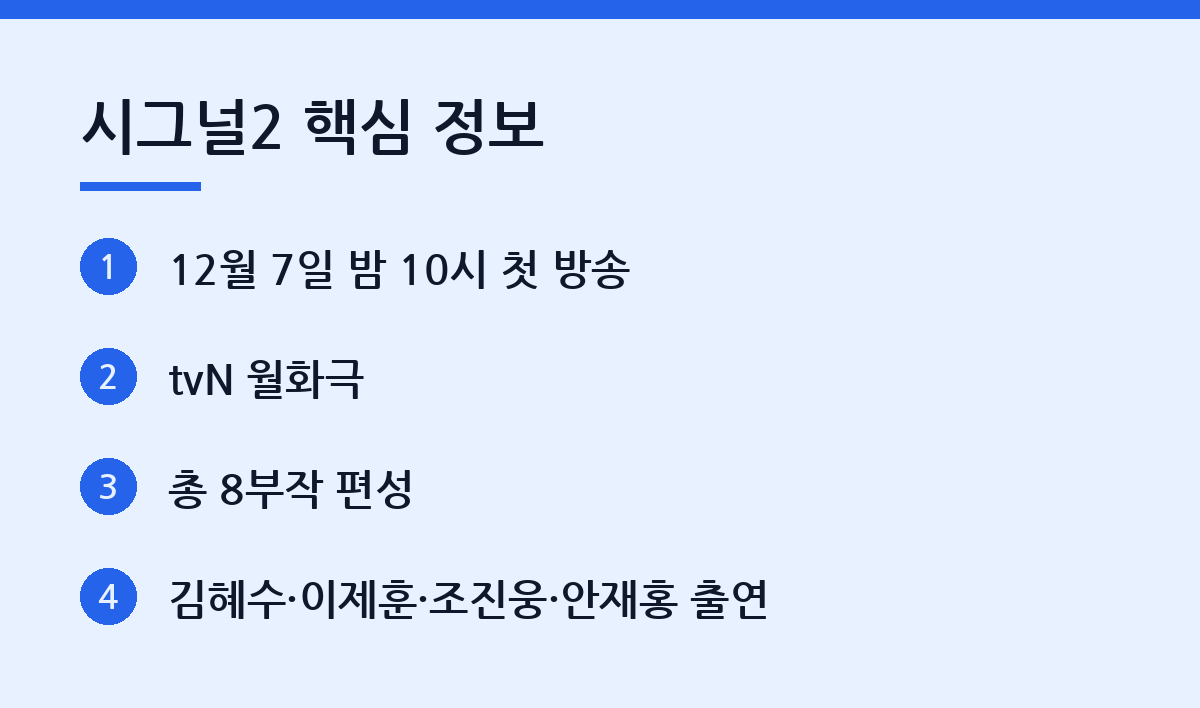 시그널2 핵심 정보
1 12월 7일 밤 10시 첫 방송
2 tvN 월화극
3 총 8부작 편성
4 김혜수·이제훈·조진웅·안재홍 출연